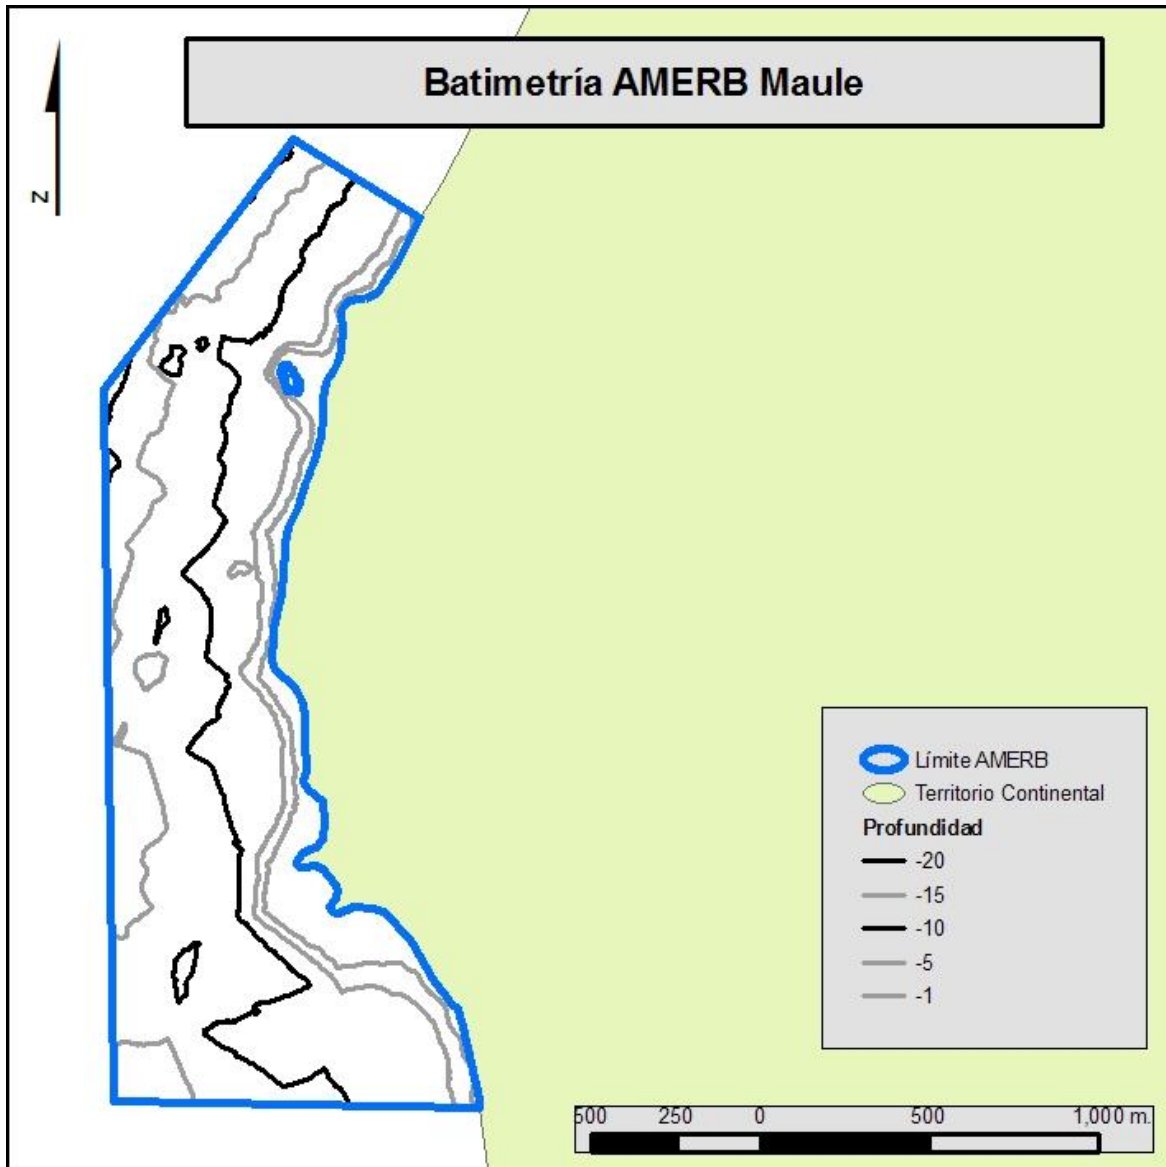 Batimetría AMERB Maule
N
Límite AMERB
Territorio Continental
Profundidad
-20
-15
-10
-5
-1
500 250 0 500 1,000 m.